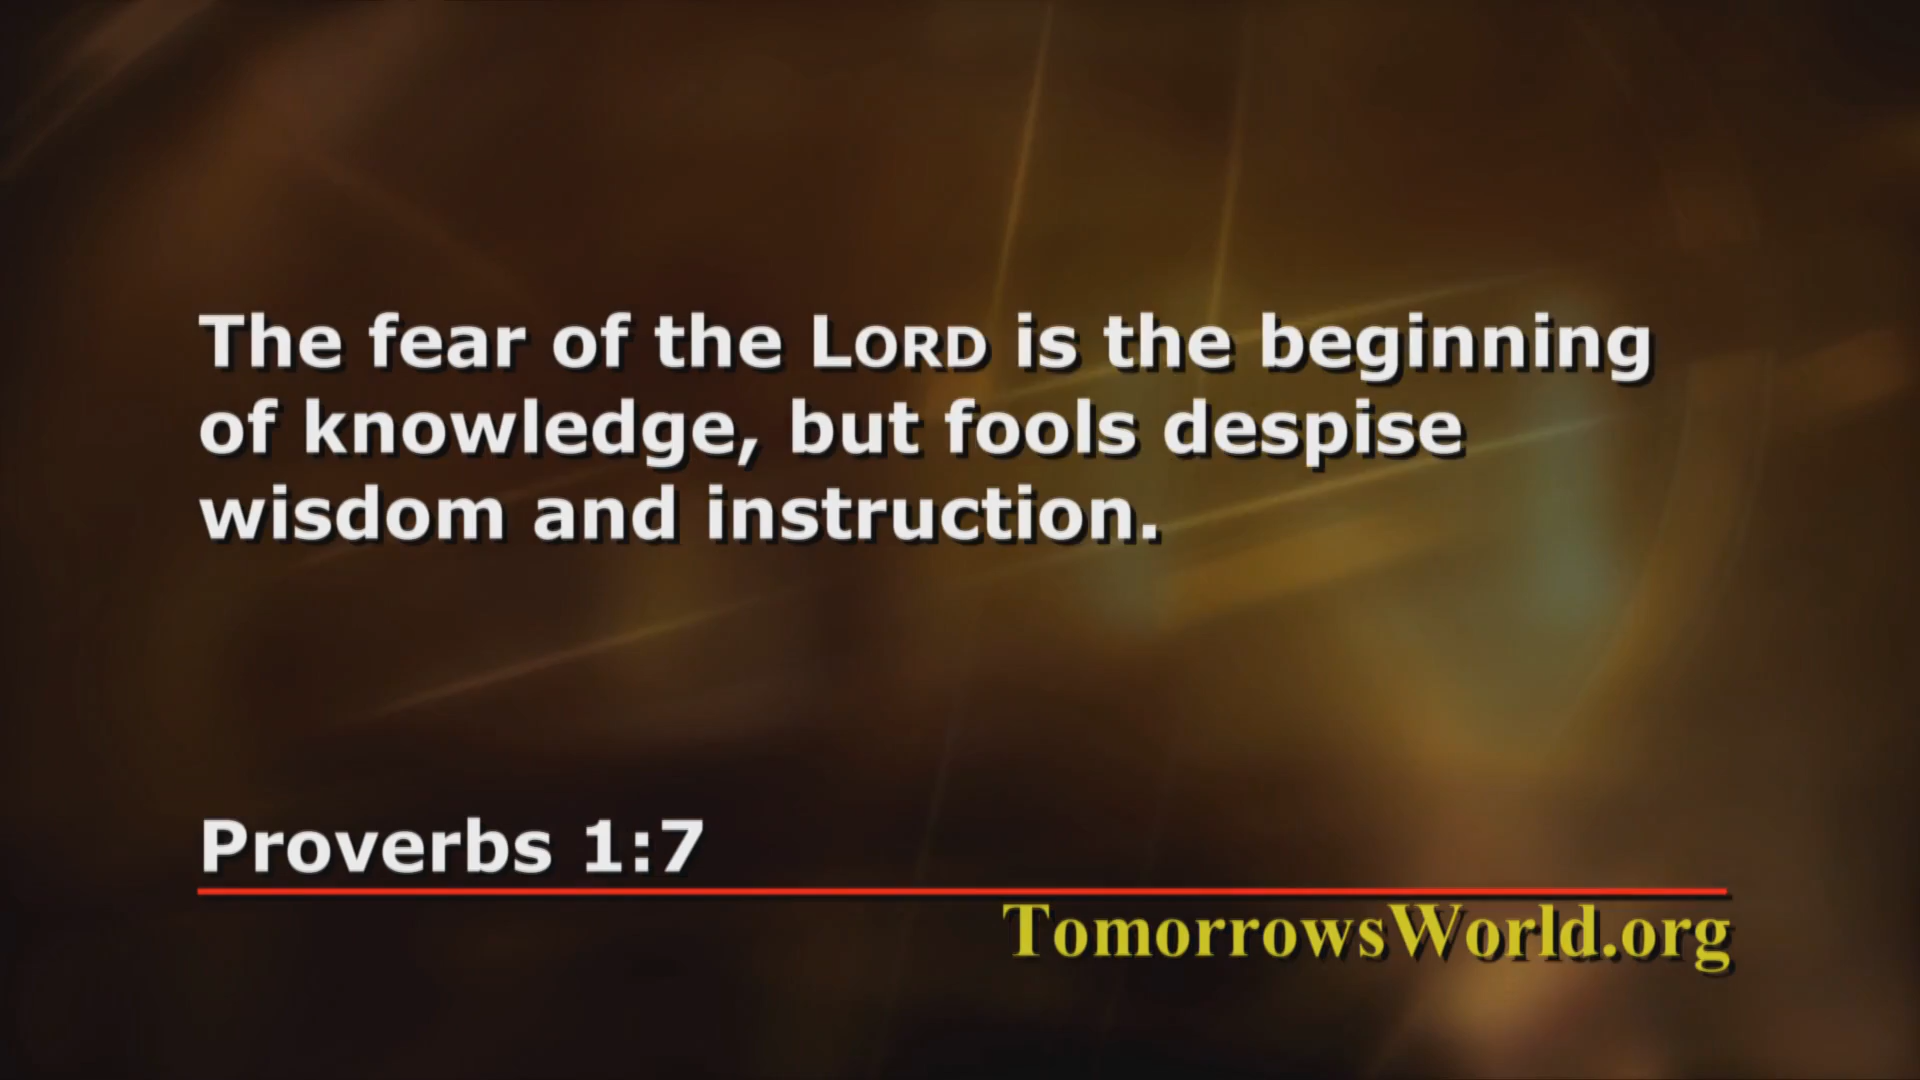 The fear of the LORD is the beginning
of knowledge, but fools despise
wisdom and instruction.
Proverbs 1:7
TomorrowsWorld.org